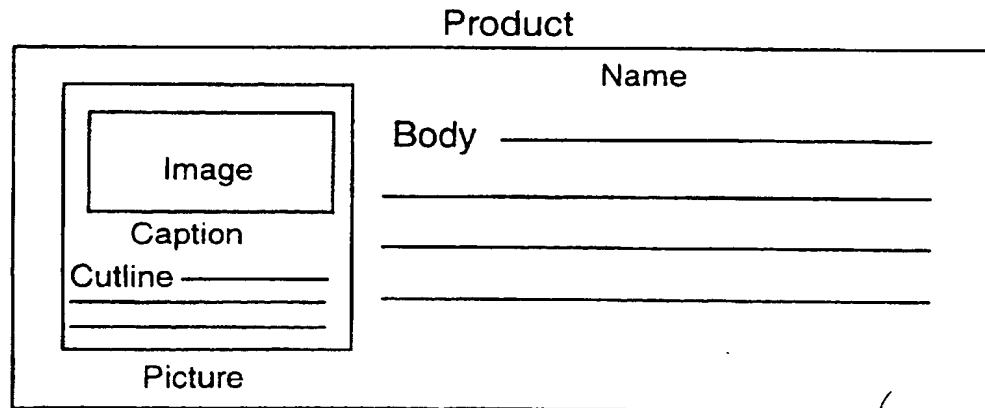 Product
Name
Body
Image
Caption
Cutline
Picture